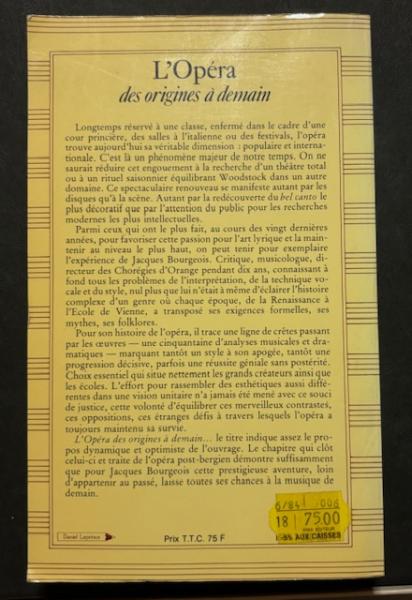 L'Opéra
des origines à demain
Longtemps réservé à une classe, enfermé dans le cadre d'une
cour princière, des salles à l'italienne ou des festivals, l'opéra
trouve aujourd'hui sa véritable dimension : populaire et interna-
tionale. C'est là un phénomène majeur de notre temps. On ne
saurait réduire cet engouement à la recherche d'un théâtre total
ou à un rituel saisonnier équilibrant Woodstock dans un autre
domaine. Ce spectaculaire renouveau se manifeste autant par les
disques qu'à la scène. Autant par la redécouverte du bel canto le
plus décoratif que par l'attention du public pour les recherches
modernes les plus intellectuelles.
Parmi ceux qui ont le plus fait, au cours des vingt dernières
années, pour favoriser cette passion pour l'art lyrique et la main-
tenir au niveau le plus haut, on peut tenir pour exemplaire
l'expérience de Jacques Bourgeois. Critique, musicologue, di-
recteur des Chorégies d'Orange pendant dix ans, connaissant à
fond tous les problèmes de l'interprétation, de la technique vo-
cale et du style, nul plus que lui n'était à même d'éclairer l'histoire
complexe d'un genre où chaque époque, de la Renaissance à
l'Ecole de Vienne, a transposé ses exigences formelles, ses
mythes, ses folklores.
Pour son histoire de l'opéra, il trace une ligne de crêtes passant
par les œuvres — une cinquantaine d'analyses musicales et dra-
matiques — marquant tantôt un style à son apogée, tantôt une
progression décisive, parfois une réussite géniale sans postérité.
Choix essentiel qui situe nettement les grands créateurs ainsi que
les écoles. L'effort pour rassembler des esthétiques aussi diffé-
rentes dans une vision unitaire n'a jamais été mené avec ce souci
de justice, cette volonté d'équilibrer ces merveilleux contrastes,
ces oppositions, ces étranges défis à travers lesquels l'opéra a
toujours maintenu sa survie.
L'Opéra des origines à demain... le titre indique assez le pro-
pos dynamique et optimiste de l'ouvrage. Le chapitre qui clôt
celui-ci et traite de l'opéra post-bergien démontre suffisamment
que pour Jacques Bourgeois cette prestigieuse aventure, loin
d'appartenir au passé, laisse toutes ses chances à la musique de
demain.
6/84 006
18 75.00
PRIX EDITEUR
-5% AUX CAISSES
Daniel Lepreux
Prix T.T.C. 75 F